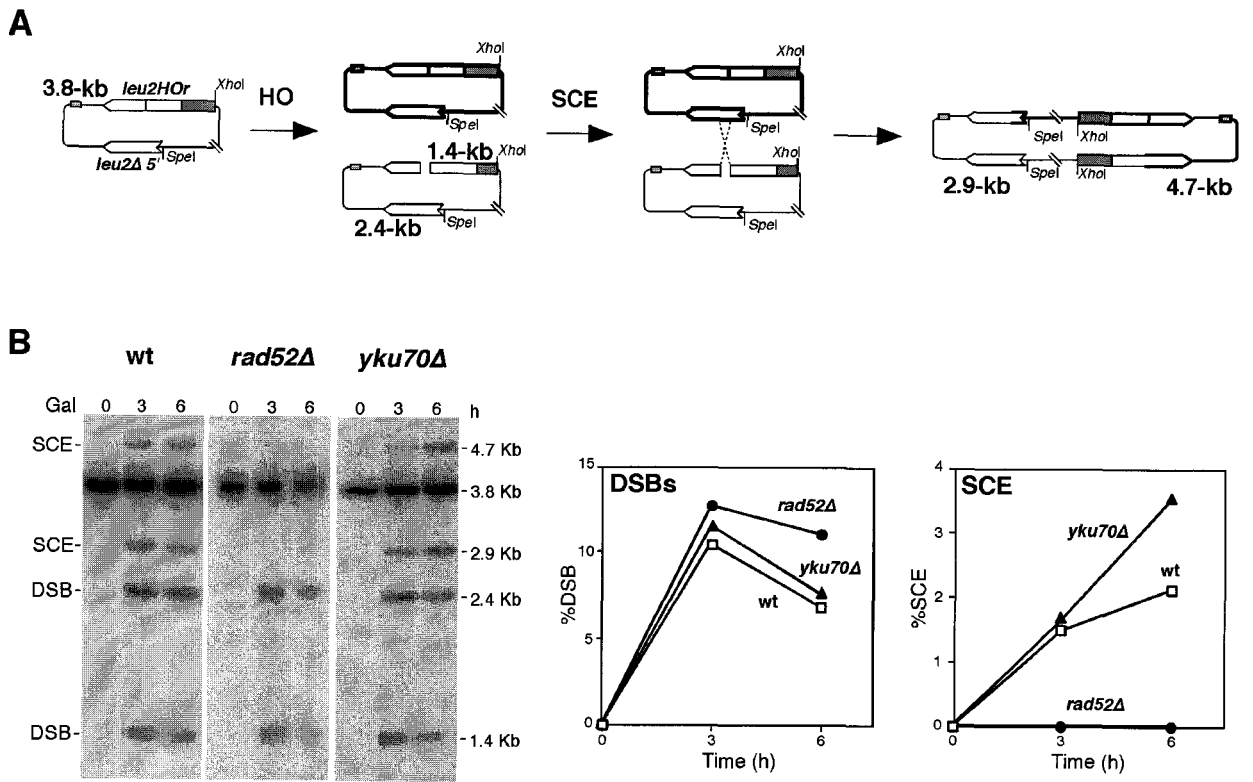 A
3.8-kb
leu2HOr
XhoI
leu2Δ 5'
SpeI
HO
XhoI
SpeI
1.4-kb
XhoI
SpeI
2.4-kb
SCE
XhoI
SpeI
XhoI
SpeI
SpeI
XhoI
SpeI
XhoI
2.9-kb
4.7-kb
B
wt rad52Δ yku70Δ
Gal 0 3 6 0 3 6 0 3 6 h
SCE- -4.7 Kb
-3.8 Kb
SCE- -2.9 Kb
DSB- -2.4 Kb
DSB- -1.4 Kb
DSBs
%DSB
15
10
5
0
rad52Δ
yku70Δ
wt
0 3 6
Time (h)
SCE
%SCE
4
3
2
1
0
yku70Δ
wt
rad52Δ
0 3 6
Time (h)